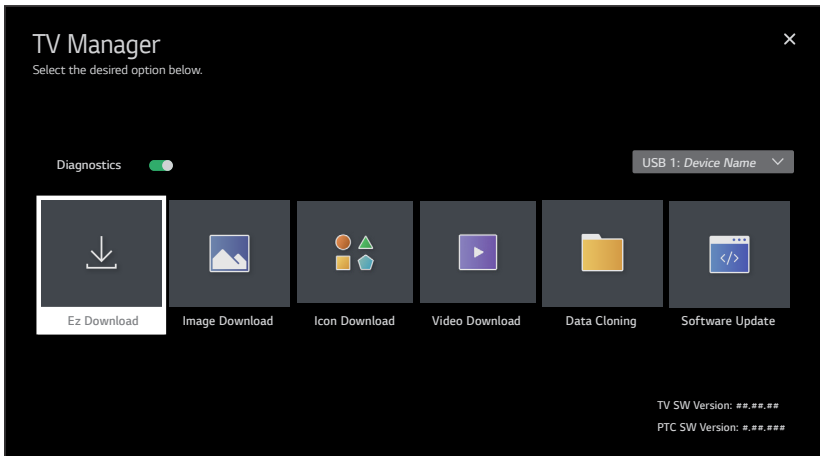 TV Manager
Select the desired option below.
Diagnostics
USB 1: Device Name
Ez Download
Image Download
Icon Download
Video Download
Data Cloning
</>
Software Update
TV SW Version: ##.##.##
PTC SW Version: #.##.###